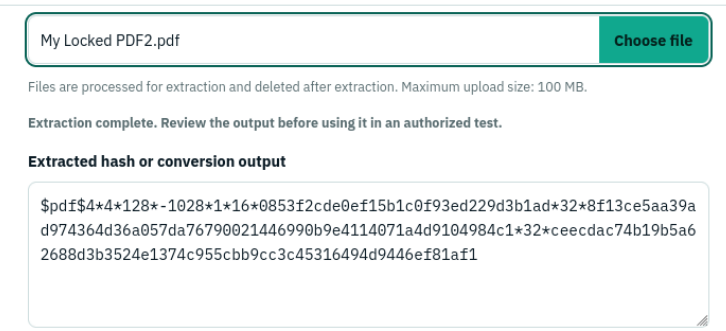 My Locked PDF2.pdf
Choose file
Files are processed for extraction and deleted after extraction. Maximum upload size: 100 MB.
Extraction complete. Review the output before using it in an authorized test.
Extracted hash or conversion output
$pdf$4*4*128*-1028*1*16*0853f2cde0ef15b1c0f93ed229d3b1ad*32*8f13ce5aa39a
d974364d36a057da76790021446990b9e4114071a4d9104984c1*32*ceecdac74b19b5a6
2688d3b3524e1374c955cbb9cc3c45316494d9446ef81af1